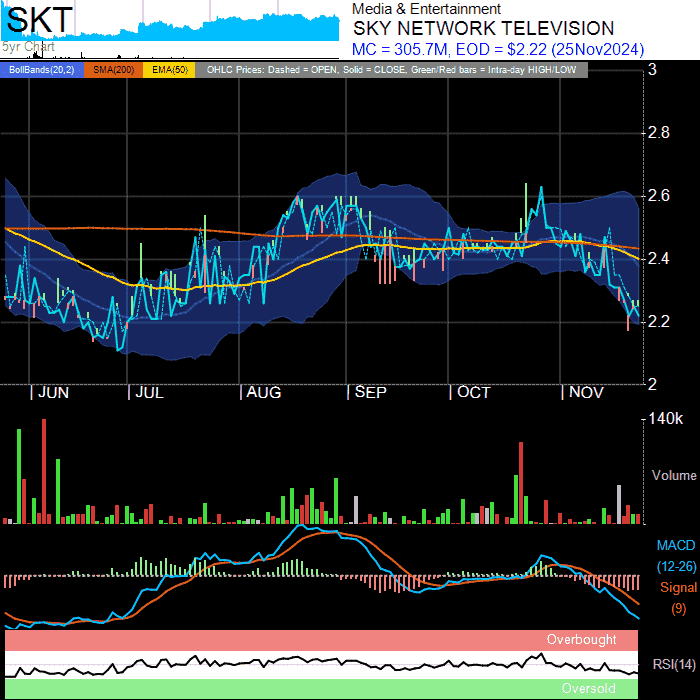 SKT
5yr Chart
Media & Entertainment
SKY NETWORK TELEVISION
MC = 305.7M, EOD = $2.22 (25Nov2024)
BollBands(20,2) SMA(200) EMA(50) OHLC Prices: Dashed = OPEN, Solid = CLOSE, Green/Red bars = Intra-day HIGH/LOW
3
2.8
2.6
2.4
2.2
2
| JUN | JUL | AUG | SEP | OCT | NOV
140k
Volume
MACD
(12-26)
Signal
(9)
Overbought
RSI(14)
Oversold